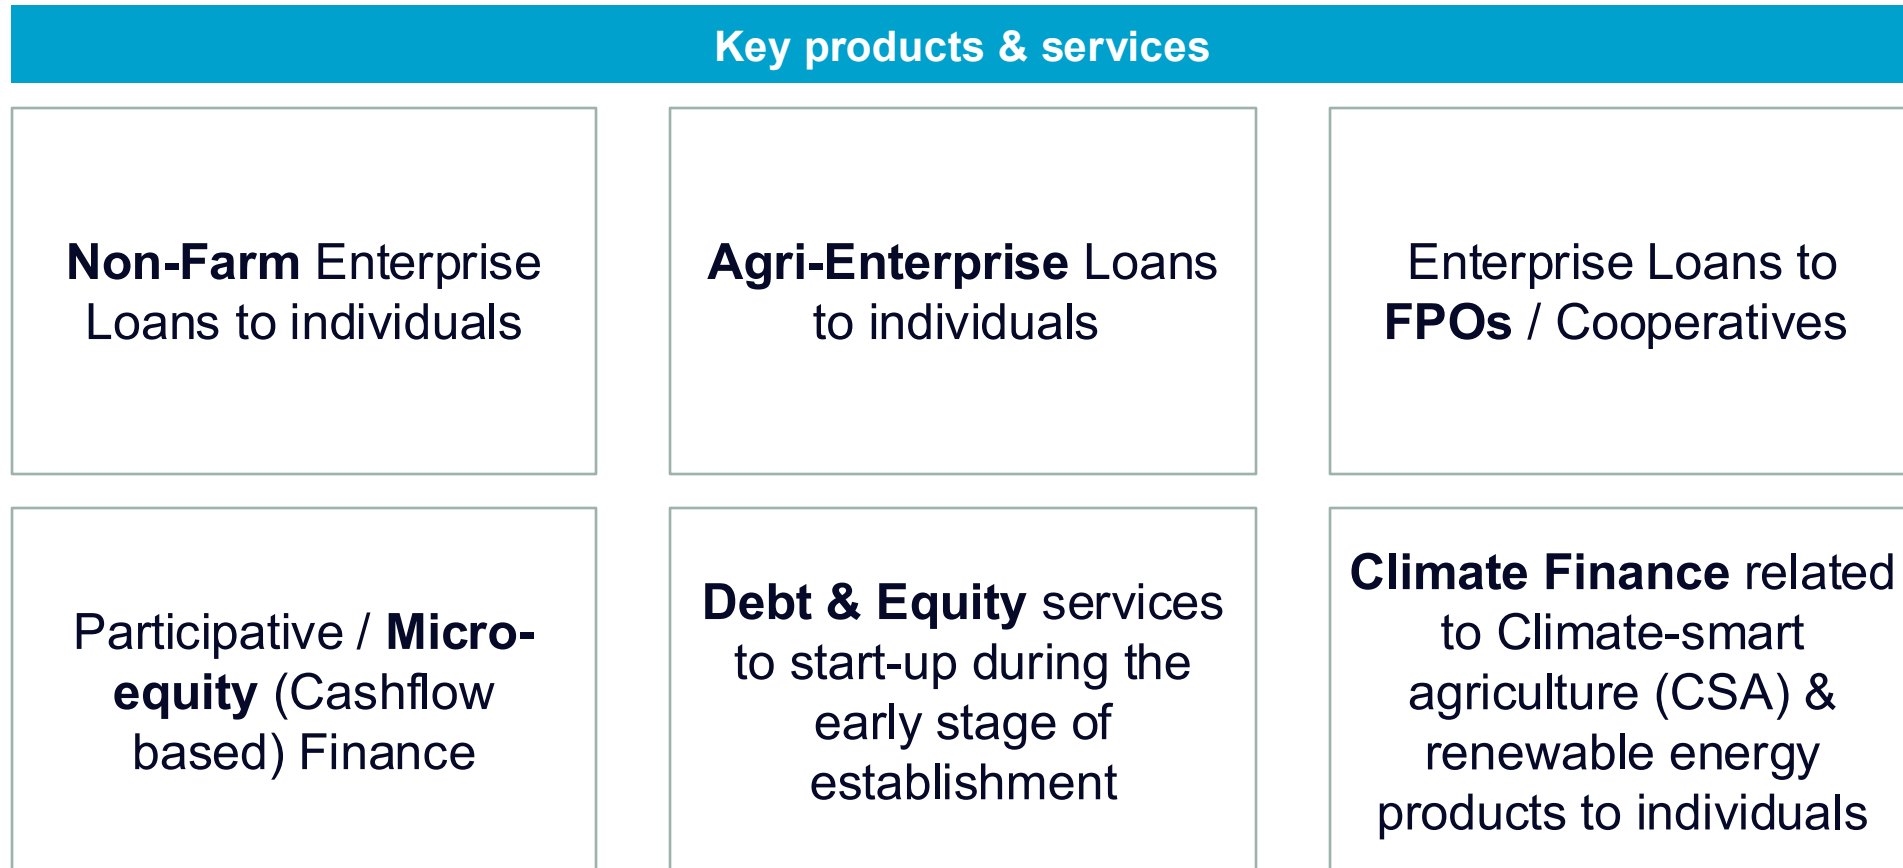 Key products & services
Non-Farm Enterprise
Loans to individuals
Agri-Enterprise Loans
to individuals
Enterprise Loans to
FPOs / Cooperatives
Participative / Micro-
equity (Cashflow
based) Finance
Debt & Equity services
to start-up during the
early stage of
establishment
Climate Finance related
to Climate-smart
agriculture (CSA) &
renewable energy
products to individuals